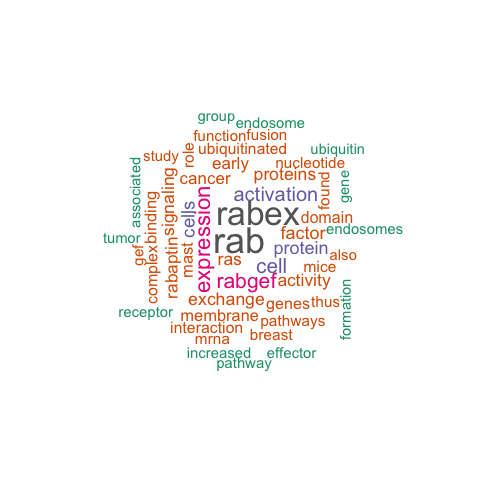 group
endosome
function
fusion
ubiquitinated
ubiquitin
study
role
early
nucleotide
associated
signaling
cancer
proteins
found
gene
activation
binding
cells
expression
rabex
domain
tumor
gef
complex
rabaptin
mast
rab
factor
endosomes
protein
also
ras
cell
mice
rabgef
activity
receptor
exchange
genes
thus
formation
membrane
pathways
interaction
breast
mrna
increased
effector
pathway